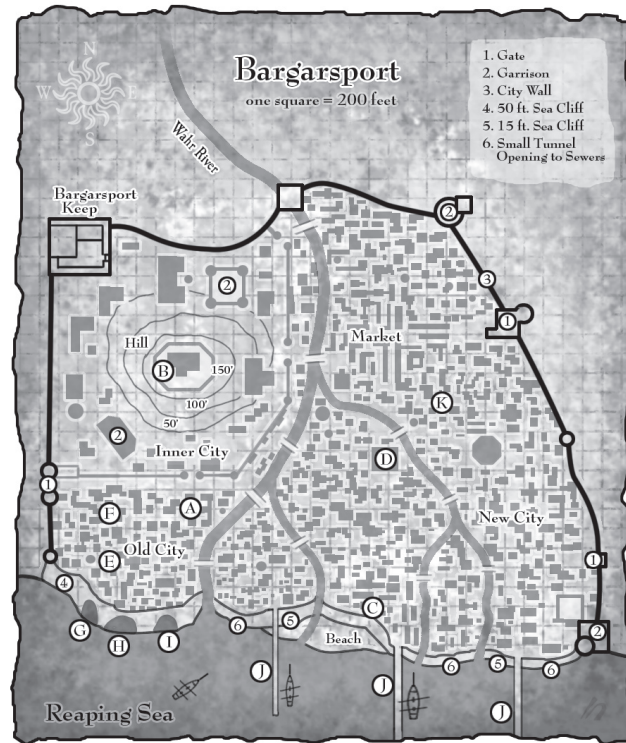 Bargarsport
one square = 200 feet
1. Gate
2. Garrison
3. City Wall
4. 50 ft. Sea Cliff
5. 15 ft. Sea Cliff
6. Small Tunnel
Opening to Sewers
N
W
E
S
Wahr River
Bargarsport
Keep
2
2
3
1
Market
Hill
B
150'
100'
50'
K
2
Inner City
D
1
F
A
New City
Old City
E
1
4
C
G
H
I
6
5
Beach
2
J
J
6
5
6
J
Reaping Sea